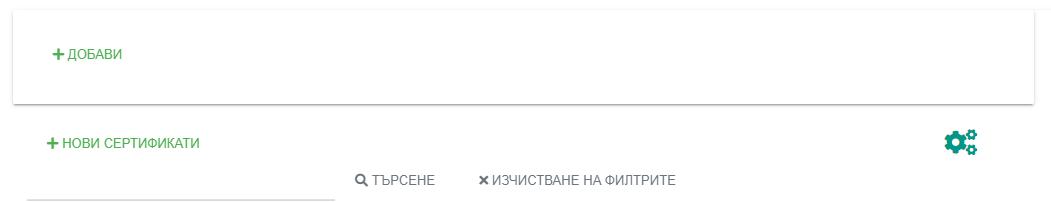 ДОБАВИ
НОВИ СЕРТИФИКАТИ
ТЪРСЕНЕ ИЗЧИСТВАНЕ НА ФИЛТРИТЕ